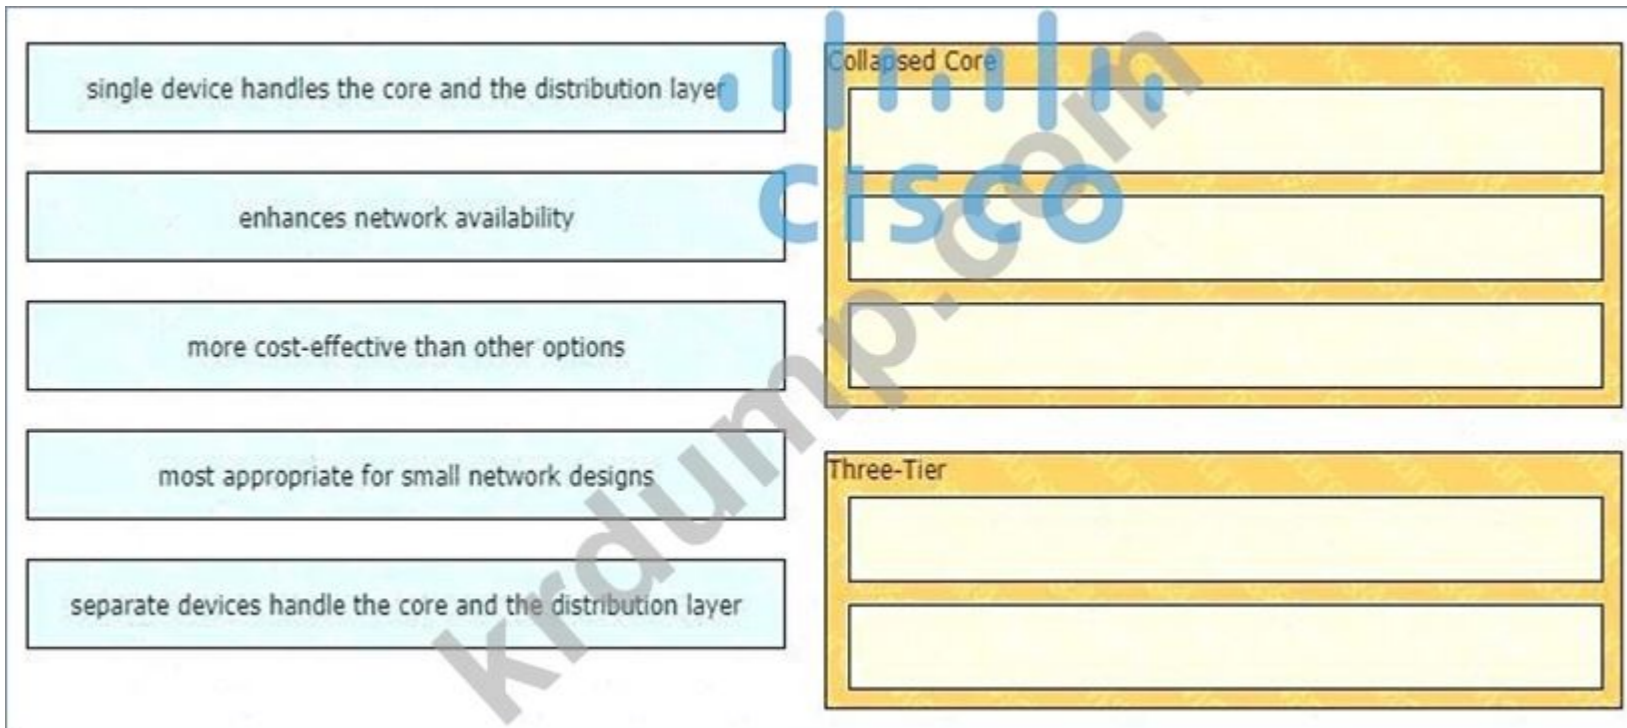 single device handles the core and the distribution layer
enhances network availability
more cost-effective than other options
most appropriate for small network designs
separate devices handle the core and the distribution layer
Collapsed Core
Three-Tier
CISCO
krdump.com